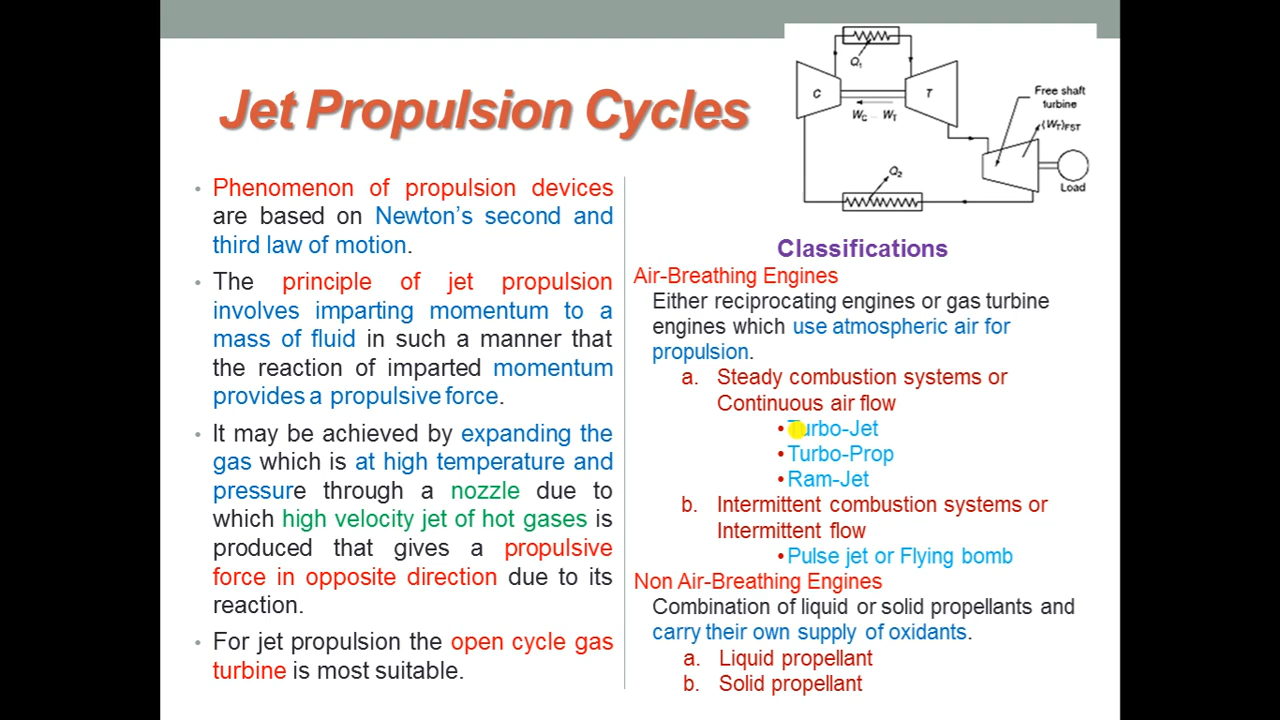 Jet Propulsion Cycles
• Phenomenon of propulsion devices
are based on Newton's second and
third law of motion.
• The principle of jet propulsion
involves imparting momentum to a
mass of fluid in such a manner that
the reaction of imparted momentum
provides a propulsive force.
• It may be achieved by expanding the
gas which is at high temperature and
pressure through a nozzle due to
which high velocity jet of hot gases is
produced that gives a propulsive
force in opposite direction due to its
reaction.
• For jet propulsion the open cycle gas
turbine is most suitable.
Q1
C
T
WC – WT
Free shaft
turbine
(WT)FST
Load
Q2
Classifications
Air-Breathing Engines
Either reciprocating engines or gas turbine
engines which use atmospheric air for
propulsion.
a. Steady combustion systems or
Continuous air flow
•Turbo-Jet
•Turbo-Prop
•Ram-Jet
b. Intermittent combustion systems or
Intermittent flow
•Pulse jet or Flying bomb
Non Air-Breathing Engines
Combination of liquid or solid propellants and
carry their own supply of oxidants.
a. Liquid propellant
b. Solid propellant